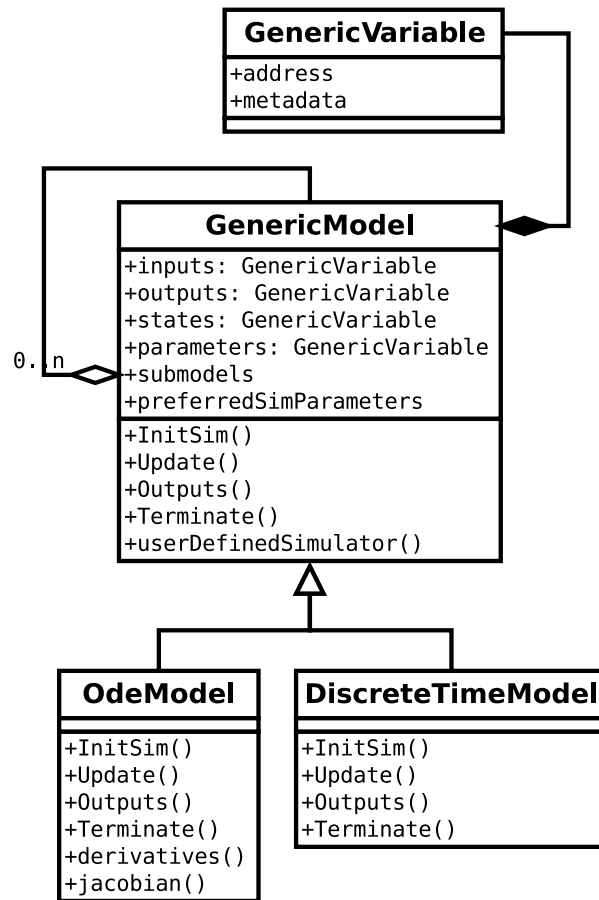 GenericVariable
+address
+metadata
GenericModel
+inputs: GenericVariable
+outputs: GenericVariable
+states: GenericVariable
+parameters: GenericVariable
0..n
+submodels
+preferredSimParameters
+InitSim()
+Update()
+Outputs()
+Terminate()
+userDefinedSimulator()
OdeModel
+InitSim()
+Update()
+Outputs()
+Terminate()
+derivatives()
+jacobian()
DiscreteTimeModel
+InitSim()
+Update()
+Outputs()
+Terminate()